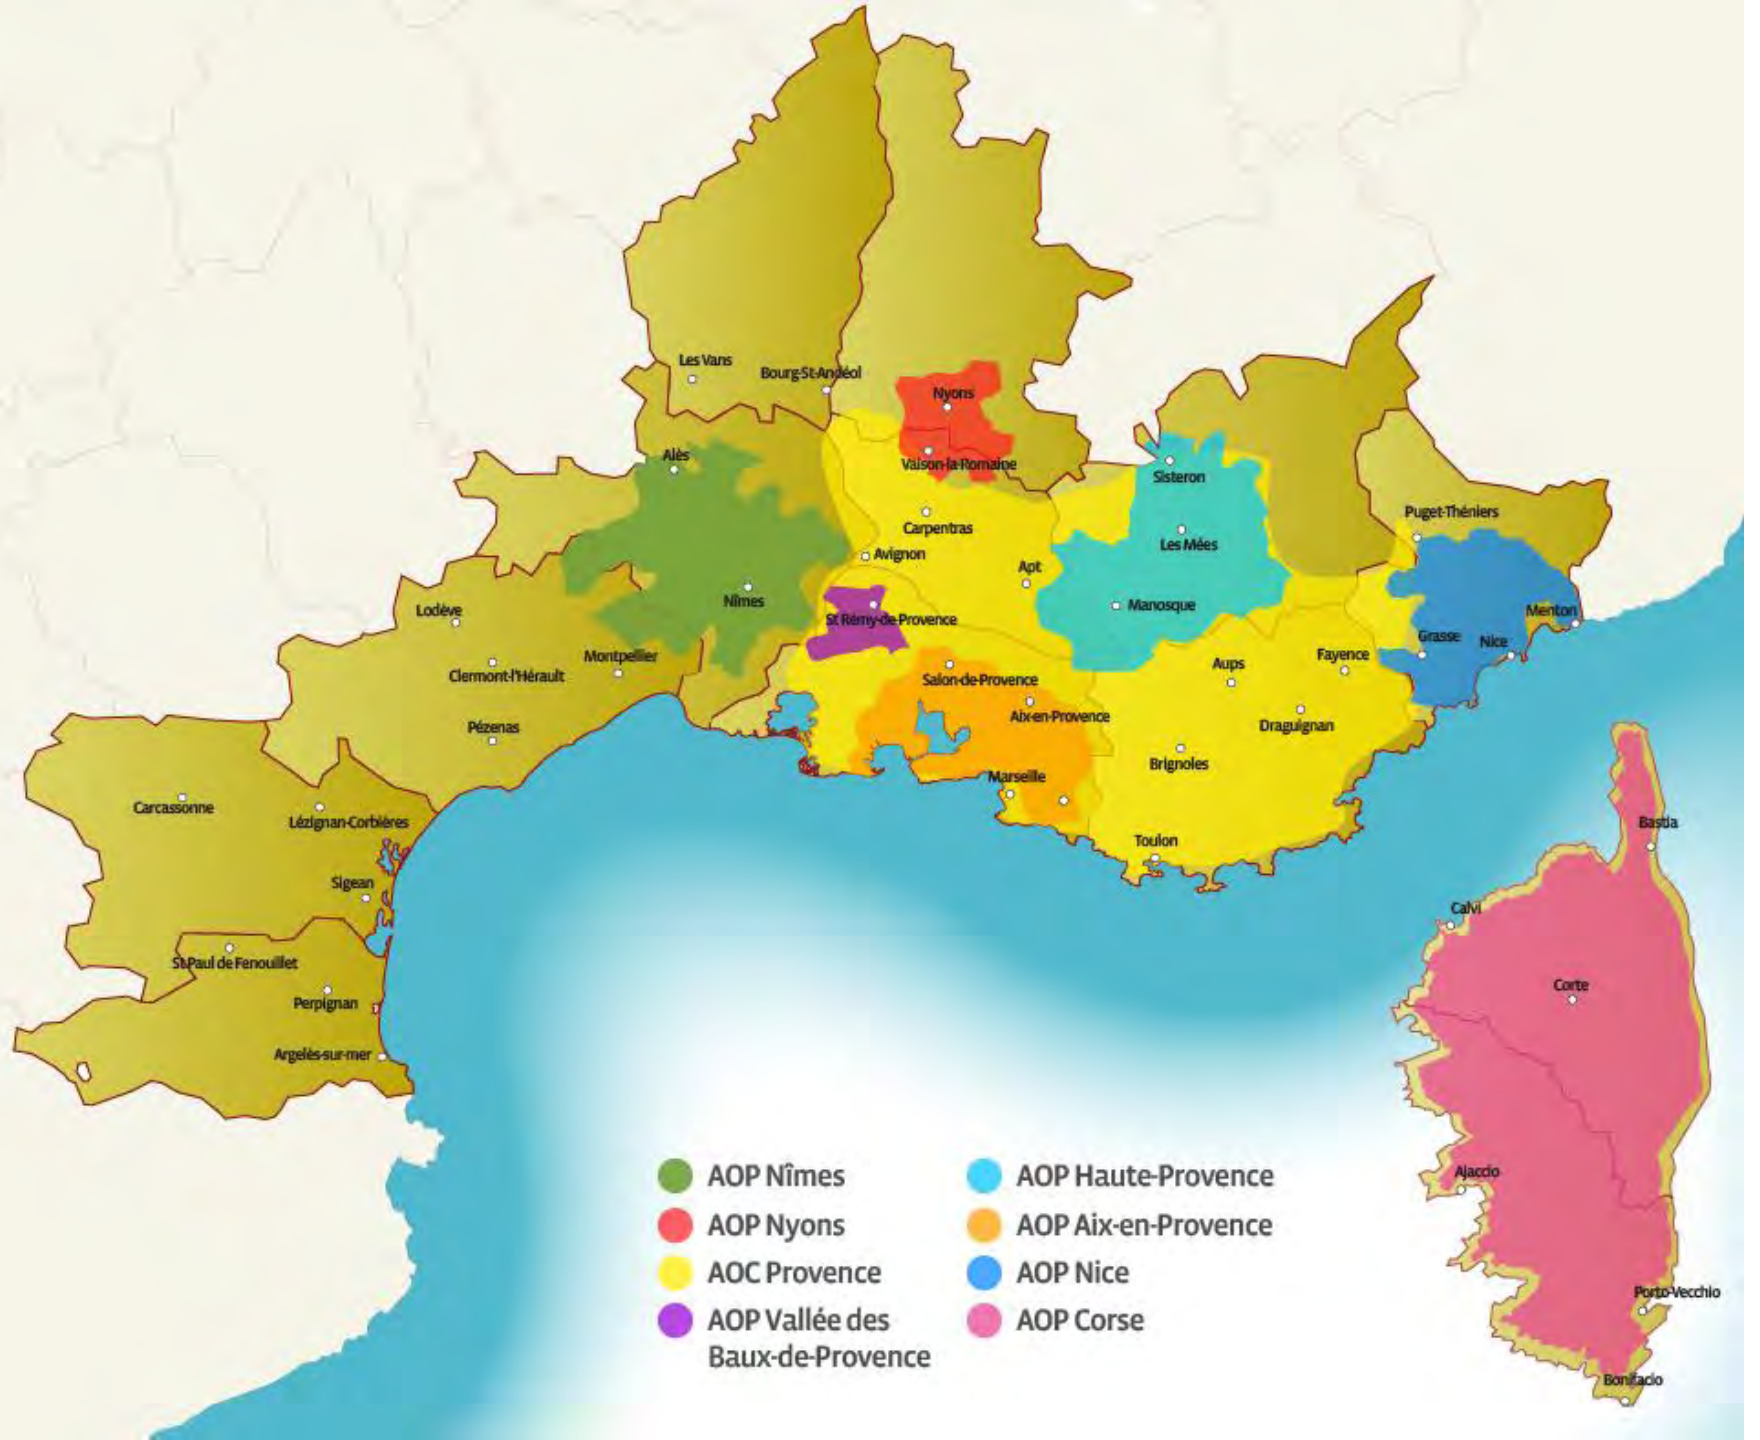 Les Vans
Bourg-St-Andéol
Nyons
Alès
Vaison-la-Romaine
Sisteron
Puget-Théniers
Carpentras
Les Mées
Avignon
Apt
Nîmes
Manosque
Lodève
St Rémy-de-Provence
Menton
Grasse
Nice
Montpellier
Fayence
Aups
Clermont-l'Hérault
Salon-de-Provence
Aix-en-Provence
Pézenas
Draguignan
Brignoles
Marseille
Carcassonne
Lézignan-Corbières
Bastia
Toulon
Sigean
Calvi
St Paul de Fenouillet
Corte
Perpignan
Argelès-sur-mer
Ajaccio
Porto-Vecchio
Bonifacio
AOP Nîmes
AOP Nyons
AOC Provence
AOP Vallée des
Baux-de-Provence
AOP Haute-Provence
AOP Aix-en-Provence
AOP Nice
AOP Corse